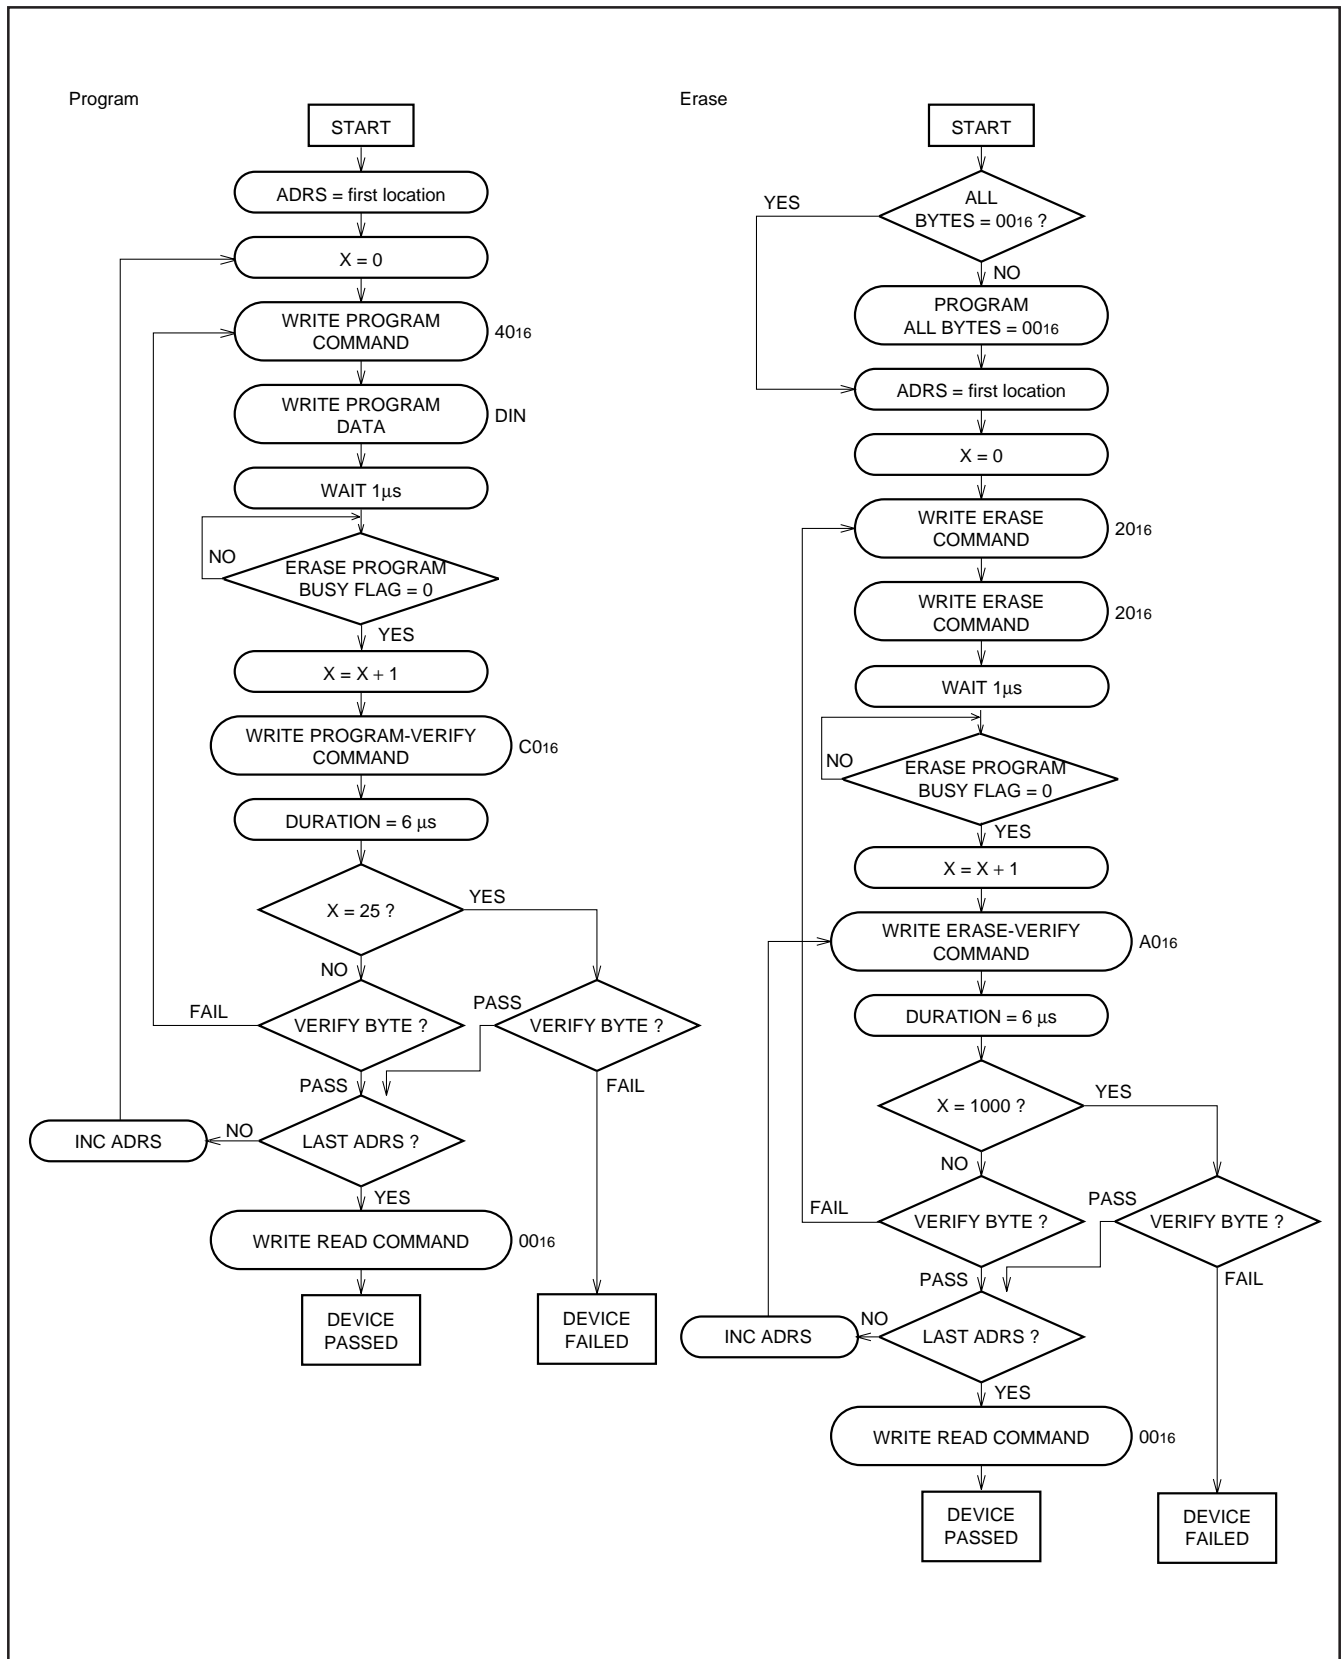 Program
START
ADRS = first location
X = 0
WRITE PROGRAM
COMMAND
4016
WRITE PROGRAM
DATA
DIN
WAIT 1µs
NO
ERASE PROGRAM
BUSY FLAG = 0
YES
X = X + 1
WRITE PROGRAM-VERIFY
COMMAND
C016
DURATION = 6 µs
X = 25 ?
YES
NO
FAIL
VERIFY BYTE ?
PASS
VERIFY BYTE ?
PASS
FAIL
INC ADRS
NO
LAST ADRS ?
YES
WRITE READ COMMAND
0016
DEVICE
PASSED
DEVICE
FAILED
Erase
START
YES
ALL
BYTES = 0016 ?
NO
PROGRAM
ALL BYTES = 0016
ADRS = first location
X = 0
WRITE ERASE
COMMAND
2016
WRITE ERASE
COMMAND
2016
WAIT 1µs
NO
ERASE PROGRAM
BUSY FLAG = 0
YES
X = X + 1
WRITE ERASE-VERIFY
COMMAND
A016
DURATION = 6 µs
X = 1000 ?
YES
NO
FAIL
VERIFY BYTE ?
PASS
VERIFY BYTE ?
PASS
FAIL
INC ADRS
NO
LAST ADRS ?
YES
WRITE READ COMMAND
0016
DEVICE
PASSED
DEVICE
FAILED